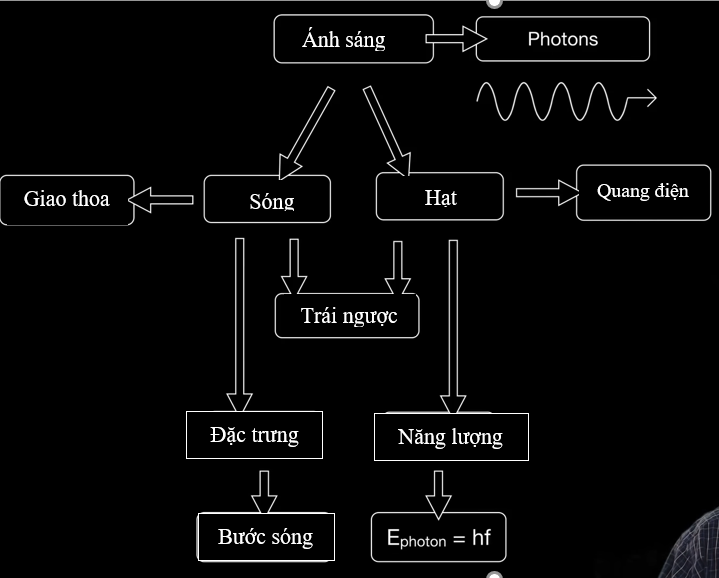 Ánh sáng
Photons
Giao thoa
Sóng
Hạt
Quang điện
Trái ngược
Đặc trưng
Năng lượng
Bước sóng
Ephoton = hf